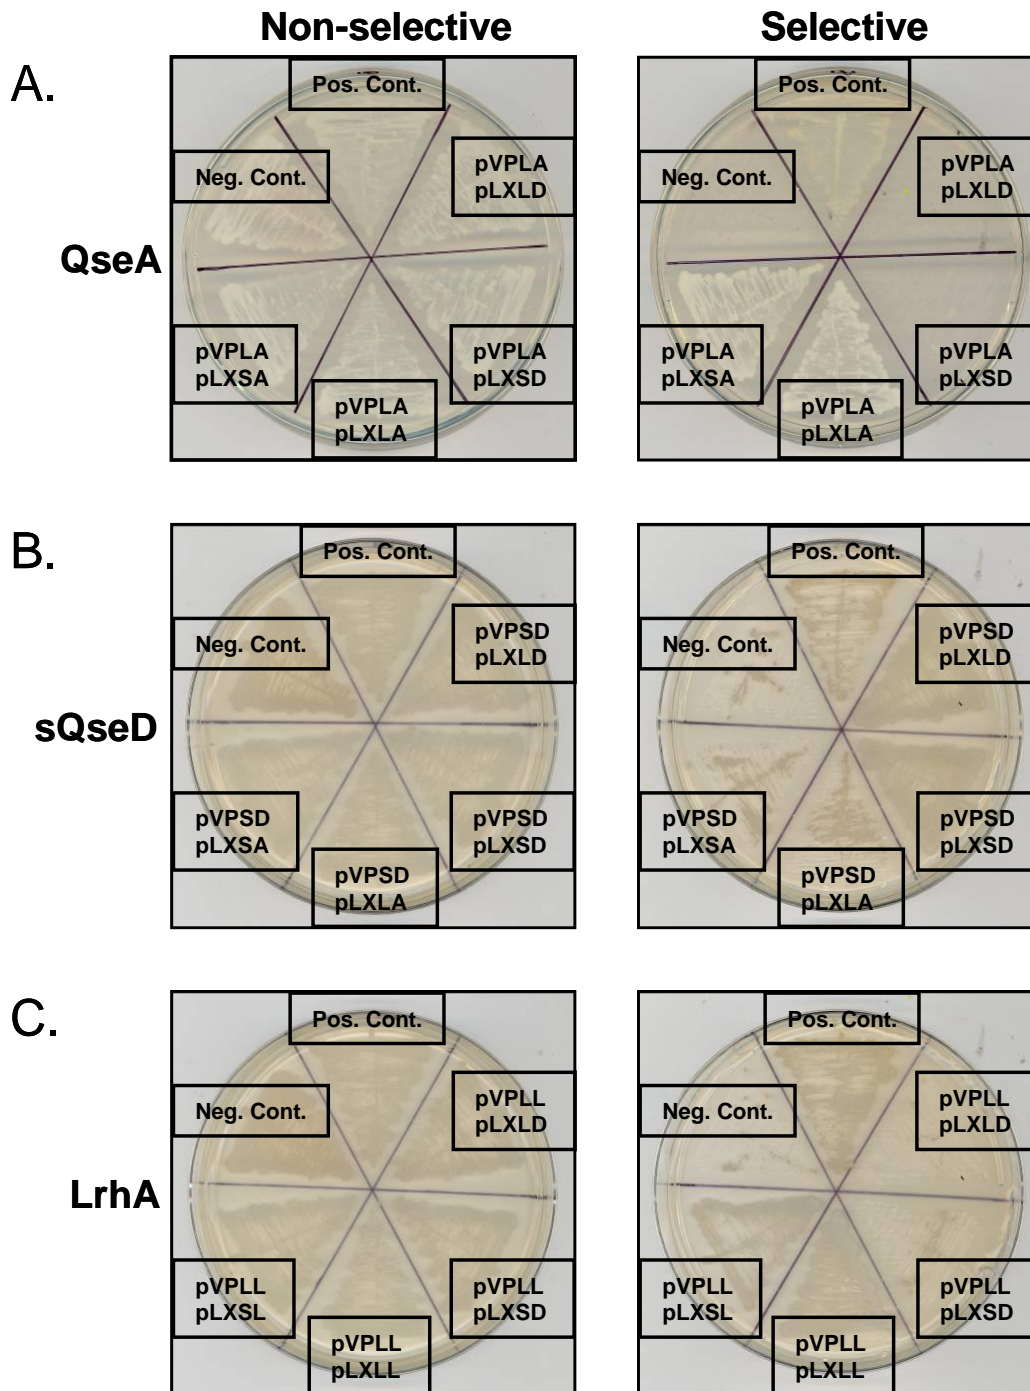 Non-selective
Selective
A.
QseA
Pos. Cont.
Neg. Cont.
pVPLA
pLXLD
pVPLA
pLXSA
pVPLA
pLXLA
pVPLA
pLXSD
Pos. Cont.
Neg. Cont.
pVPLA
pLXLD
pVPLA
pLXSA
pVPLA
pLXLA
pVPLA
pLXSD
B.
sQseD
Pos. Cont.
Neg. Cont.
pVPSD
pLXLD
pVPSD
pLXSA
pVPSD
pLXLA
pVPSD
pLXSD
Pos. Cont.
Neg. Cont.
pVPSD
pLXLD
pVPSD
pLXSA
pVPSD
pLXLA
pVPSD
pLXSD
C.
LrhA
Pos. Cont.
Neg. Cont.
pVPLL
pLXLD
pVPLL
pLXSL
pVPLL
pLXLL
pVPLL
pLXSD
Pos. Cont.
Neg. Cont.
pVPLL
pLXLD
pVPLL
pLXSL
pVPLL
pLXLL
pVPLL
pLXSD